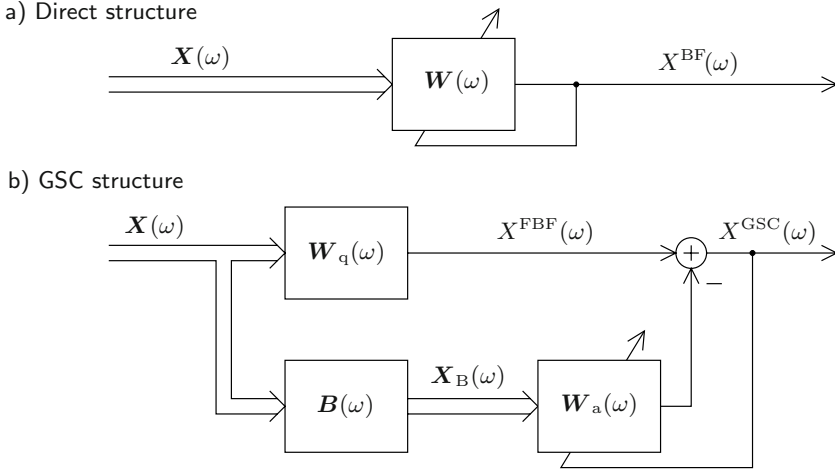 a) Direct structure
X(ω)
W(ω)
X^BF(ω)
b) GSC structure
X(ω)
W_q(ω)
X^FBF(ω)
+
X^GSC(ω)
−
B(ω)
X_B(ω)
W_a(ω)